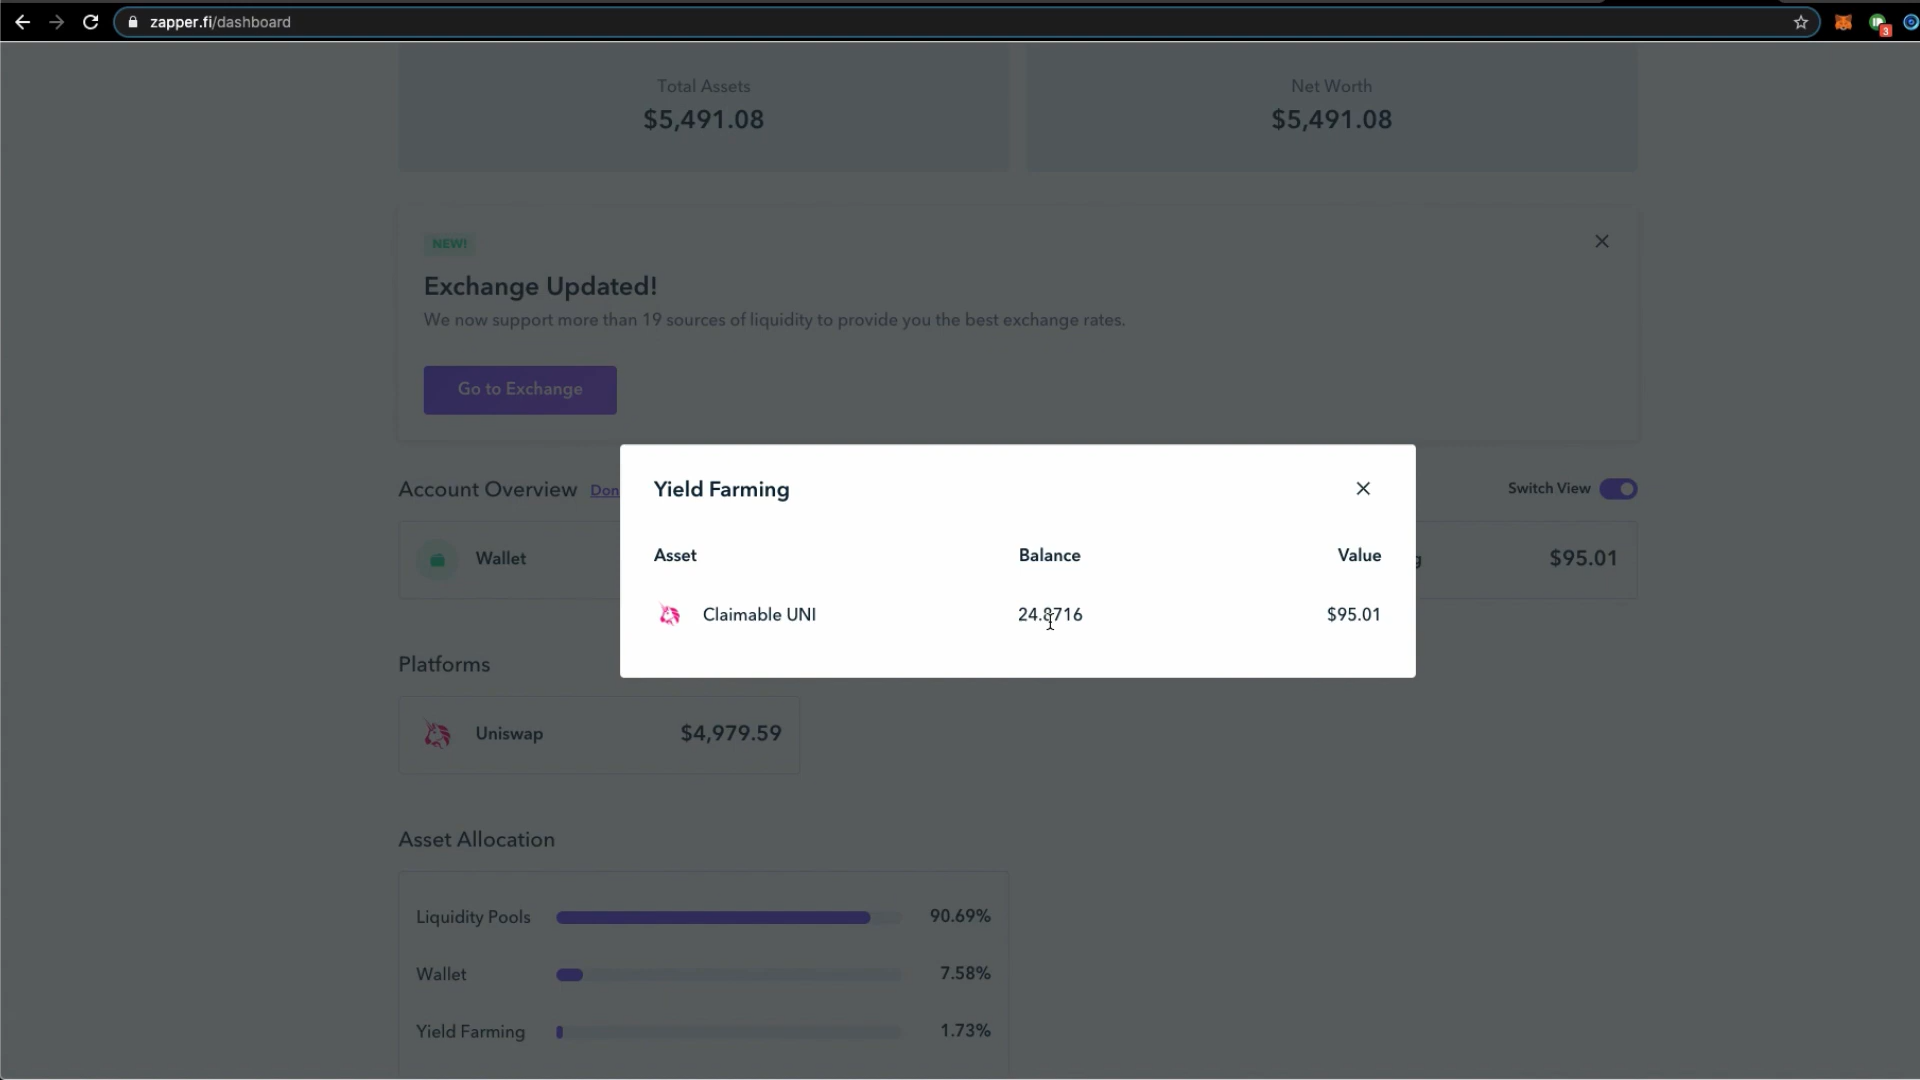 zapper.fi/dashboard
3
Total Assets
$5,491.08
Net Worth
$5,491.08
NEW!
Exchange Updated!
We now support more than 19 sources of liquidity to provide you the best exchange rates.
Go to Exchange
Account Overview
Switch View
Yield Farming
Asset Balance Value
Claimable UNI 24.8716 $95.01
Wallet
$95.01
Platforms
Uniswap $4,979.59
Asset Allocation
Liquidity Pools 90.69%
Wallet 7.58%
Yield Farming 1.73%